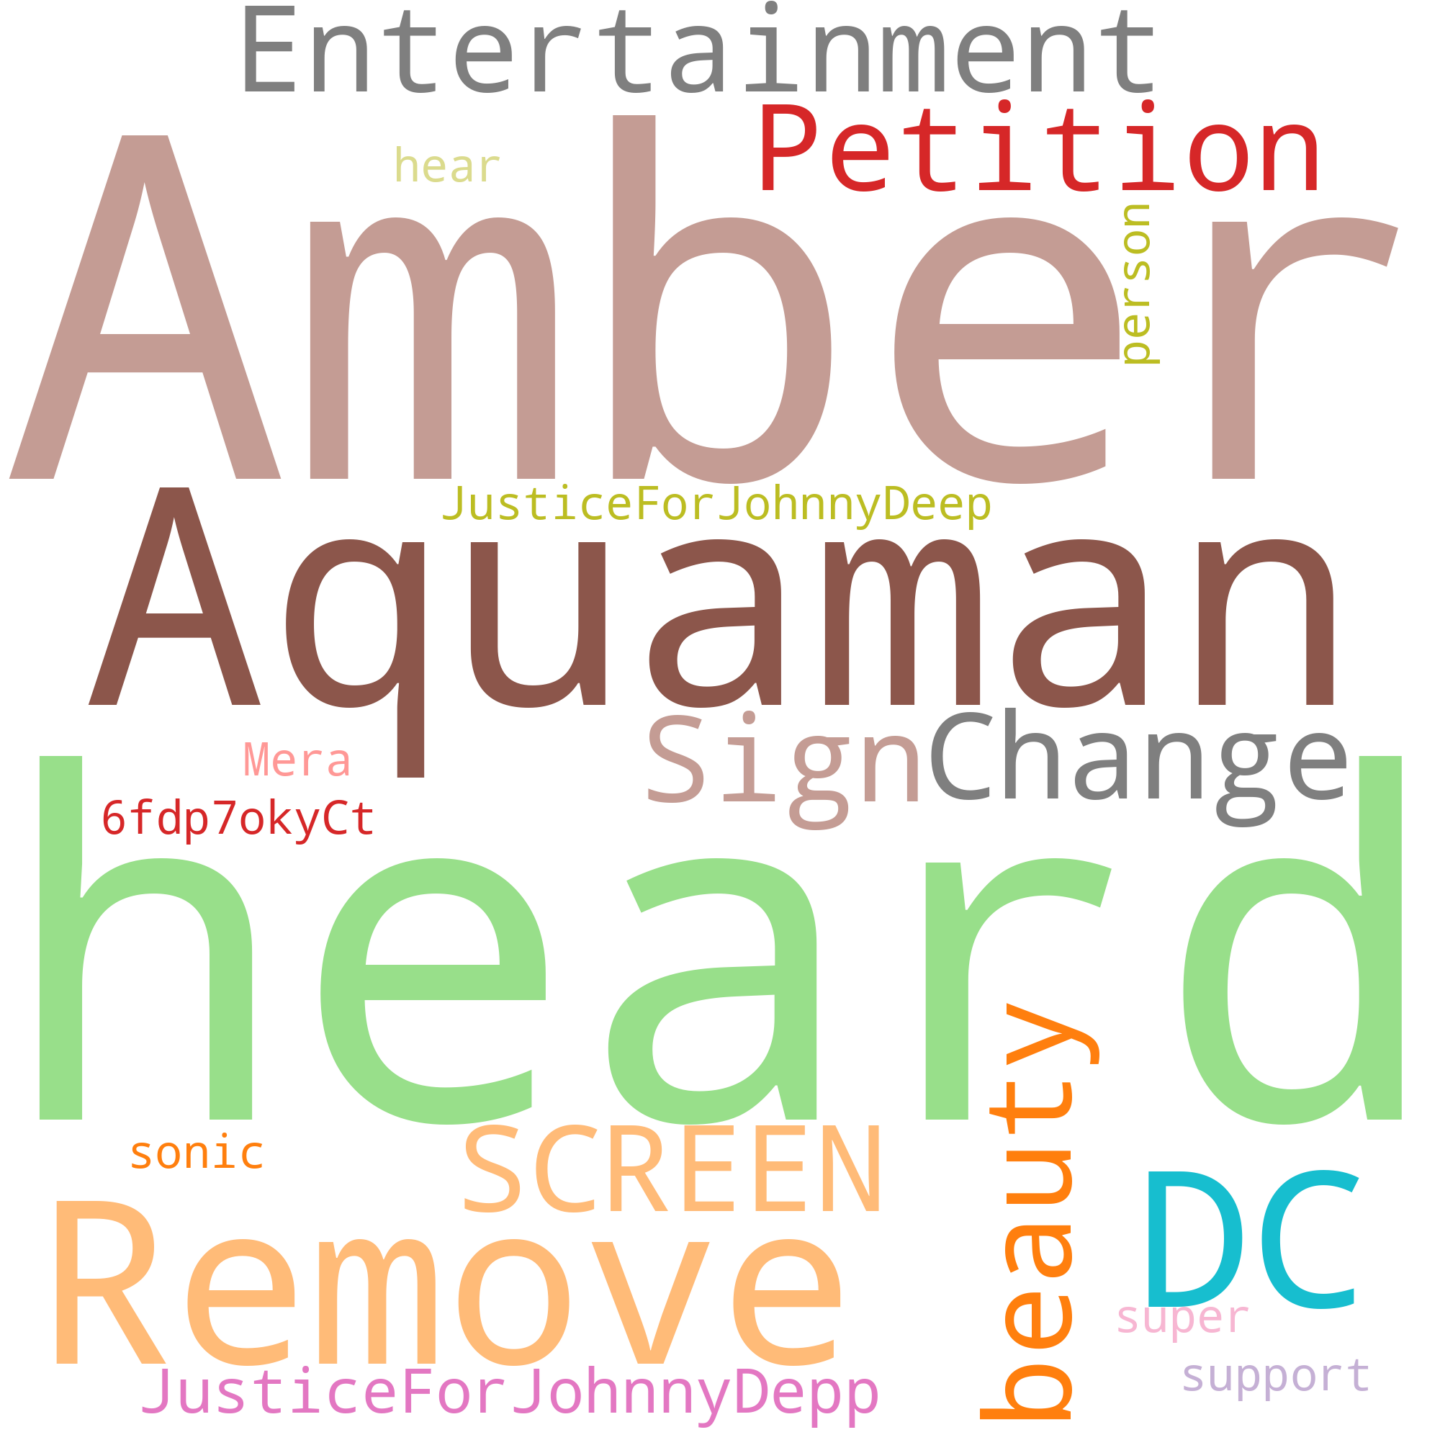 Entertainment
Petition
hear
Amber
person
JusticeForJohnnyDeep
Aquaman
Sign Change
Mera
6fdp7okyCt
heard
beauty
SCREEN
sonic
DC
Remove
super
support
JusticeForJohnnyDepp